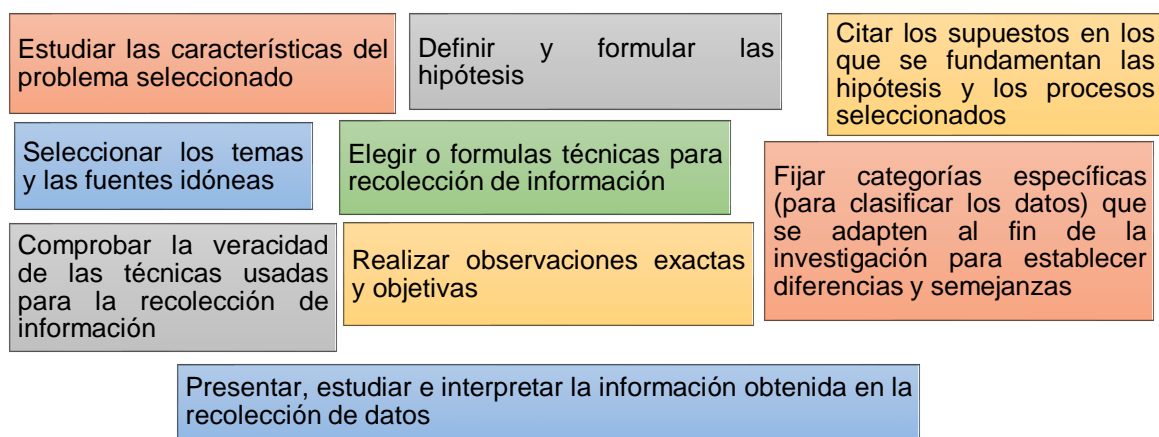 Estudiar las características del
problema seleccionado
Definir y formular las
hipótesis
Citar los supuestos en los
que se fundamentan las
hipótesis y los procesos
seleccionados
Seleccionar los temas
y las fuentes idóneas
Elegir o formulas técnicas para
recolección de información
Fijar categorías específicas
(para clasificar los datos) que
se adapten al fin de la
investigación para establecer
diferencias y semejanzas
Comprobar la veracidad
de las técnicas usadas
para la recolección de
información
Realizar observaciones exactas
y objetivas
Presentar, estudiar e interpretar la información obtenida en la
recolección de datos